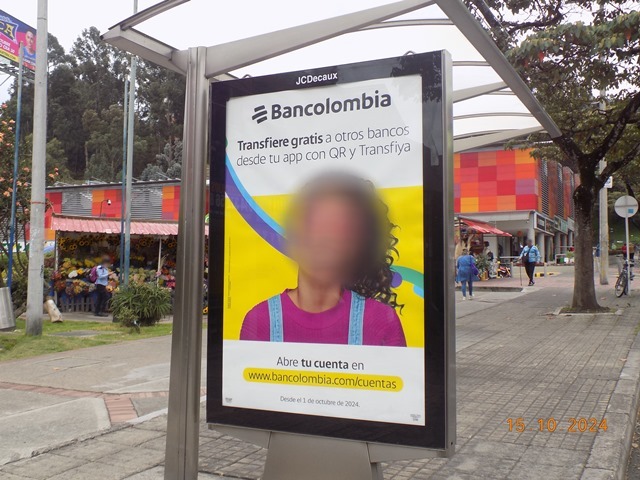 JCDecaux
Bancolombia
Transfiere gratis a otros bancos
desde tu app con QR y Transfiya
Abre tu cuenta en
www.bancolombia.com/cuentas
Desde el 1 de octubre de 2024.
15 10 2024